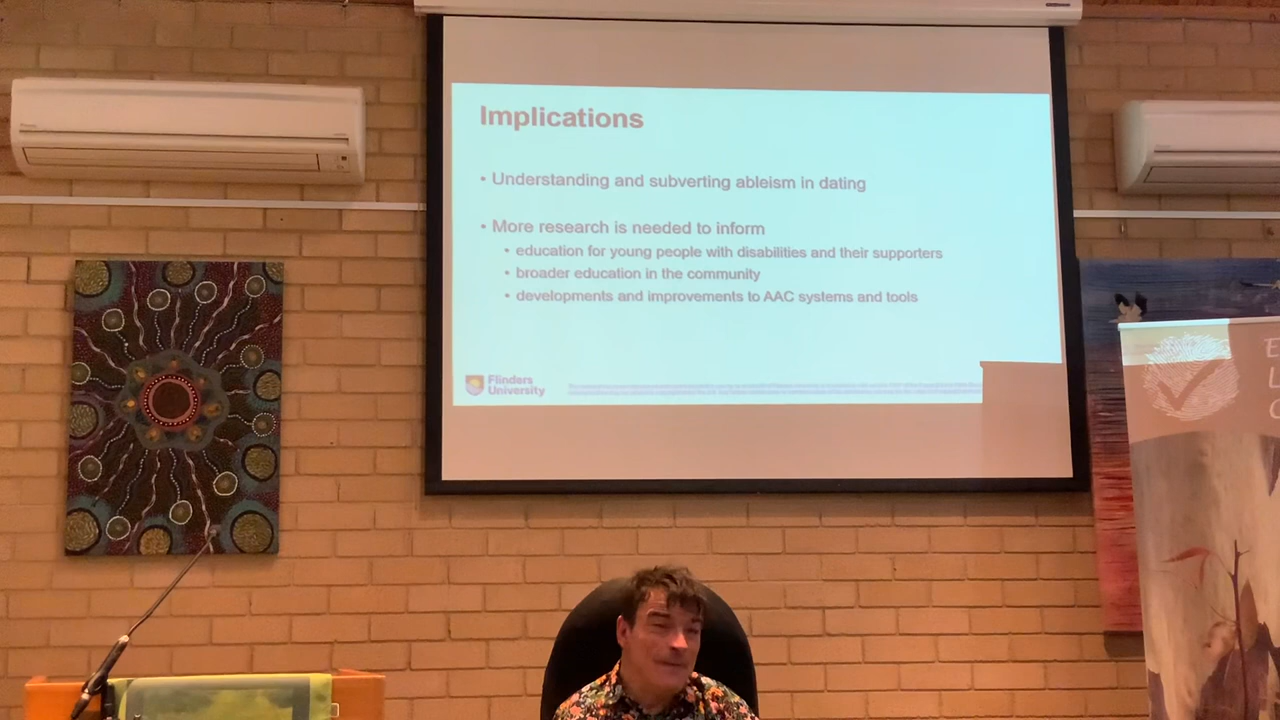 Implications
• Understanding and subverting ableism in dating
• More research is needed to inform
• education for young people with disabilities and their supporters
• broader education in the community
• developments and improvements to AAC systems and tools
Flinders
University
E
L